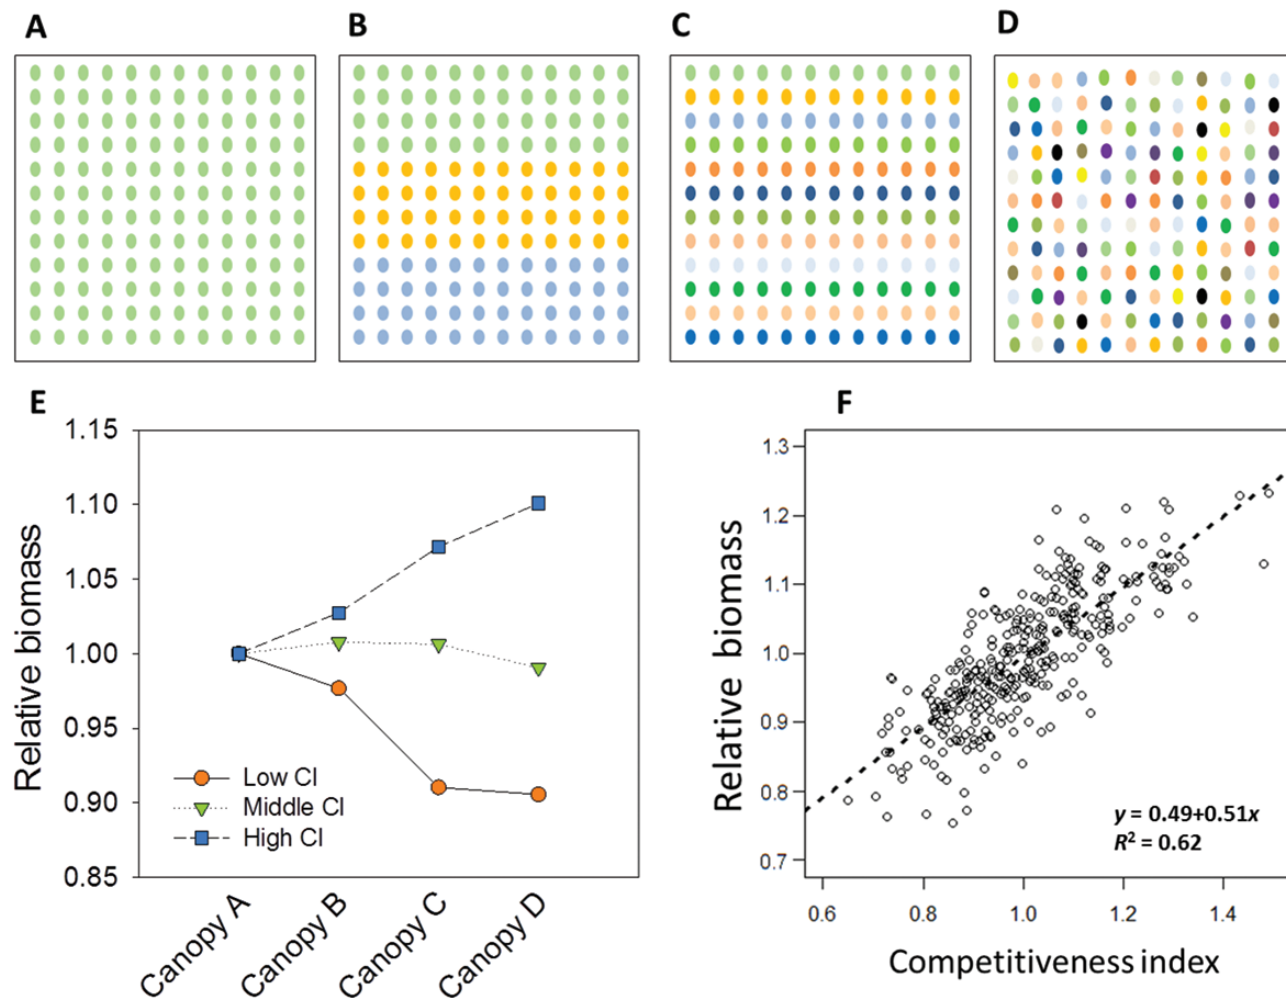 A
B
C
D
E
1.15
1.10
1.05
1.00
0.95
0.90
0.85
Relative biomass
Low CI
Middle CI
High CI
Canopy A
Canopy B
Canopy C
Canopy D
F
1.3
1.2
1.1
1.0
0.9
0.8
0.7
Relative biomass
y = 0.49+0.51x
R² = 0.62
0.6
0.8
1.0
1.2
1.4
Competitiveness index